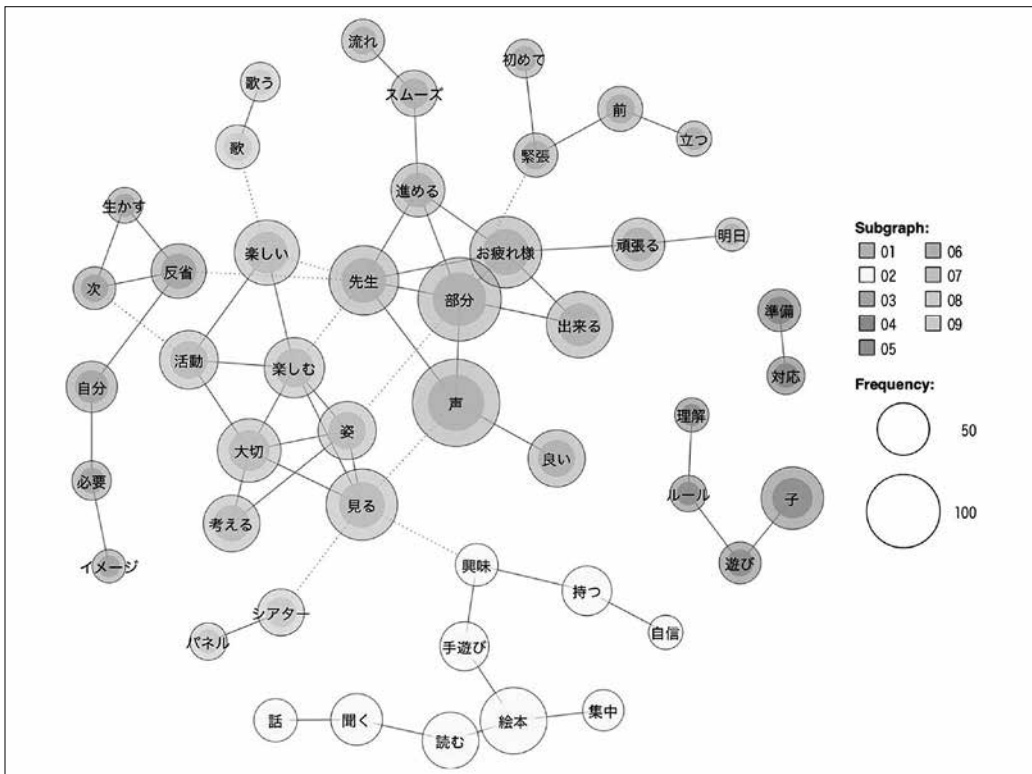 流れ
初めて
歌う
スムーズ
前
立つ
歌
緊張
進める
生かす
楽しい
お疲れ様
頑張る
明日
次
反省
先生
部分
準備
出来る
活動
楽しむ
対応
自分
声
理解
姿
大切
良い
必要
見る
ルール
子
考える
イメージ
興味
遊び
持つ
シアター
パネル
自信
手遊び
話
聞く
読む
絵本
集中
Subgraph:
01 06
02 07
03 08
04 09
05
Frequency:
50
100